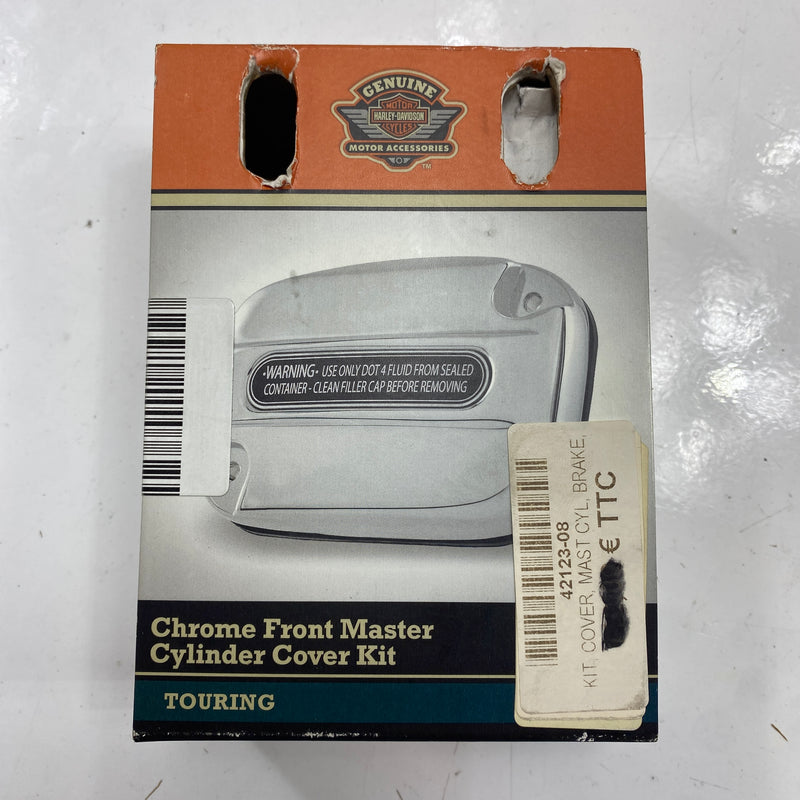 GENUINE
MOTOR
HARLEY-DAVIDSON
CYCLES
MOTOR ACCESSORIES
™
•WARNING• USE ONLY DOT 4 FLUID FROM SEALED
CONTAINER - CLEAN FILLER CAP BEFORE REMOVING
42123-08
KIT, COVER, MAST CYL, BRAKE,
€ TTC
Chrome Front Master
Cylinder Cover Kit
TOURING